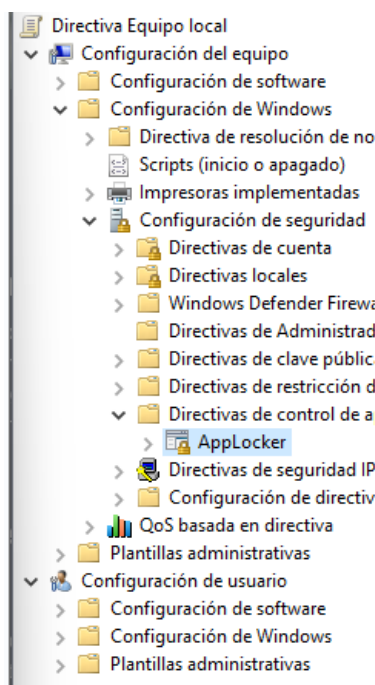 Directiva Equipo local
Configuración del equipo
Configuración de software
Configuración de Windows
Directiva de resolución de no
Scripts (inicio o apagado)
Impresoras implementadas
Configuración de seguridad
Directivas de cuenta
Directivas locales
Windows Defender Firewa
Directivas de Administrad
Directivas de clave pública
Directivas de restricción d
Directivas de control de a
AppLocker
Directivas de seguridad IP
Configuración de directiv
QoS basada en directiva
Plantillas administrativas
Configuración de usuario
Configuración de software
Configuración de Windows
Plantillas administrativas